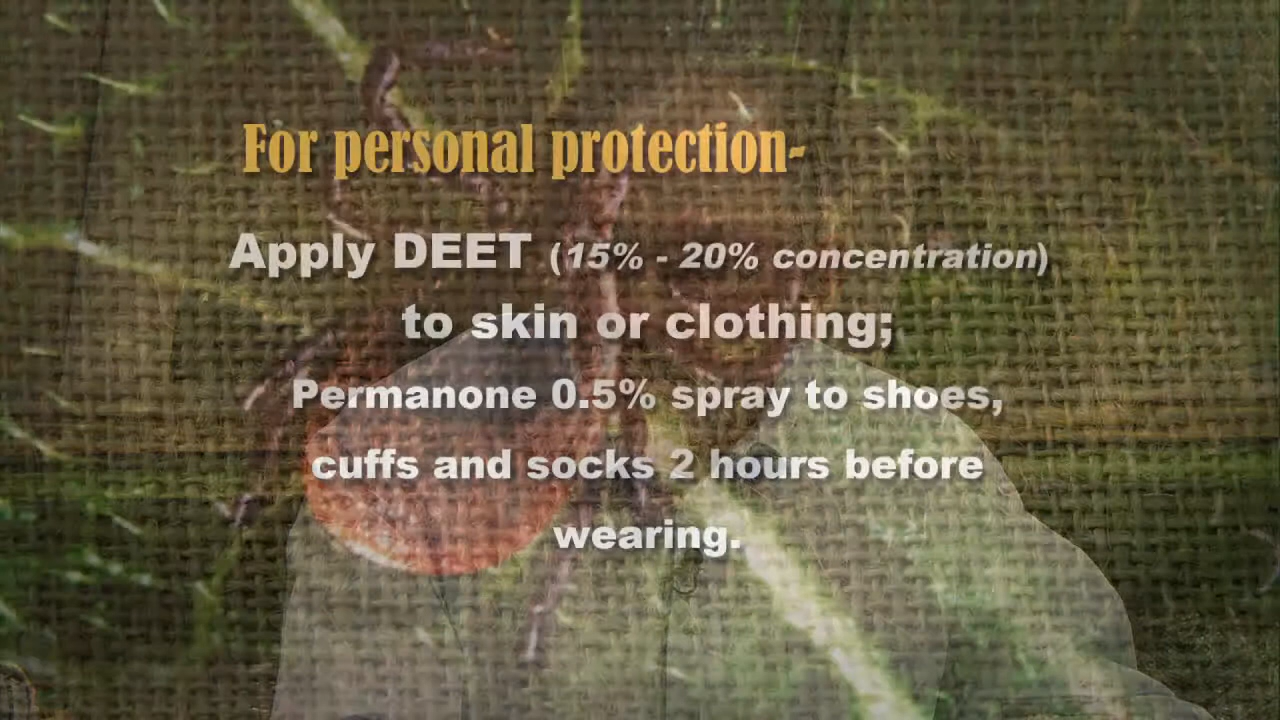 For personal protection-
Apply DEET (15% - 20% concentration)
to skin or clothing;
Permanone 0.5% spray to shoes,
cuffs and socks 2 hours before
wearing.